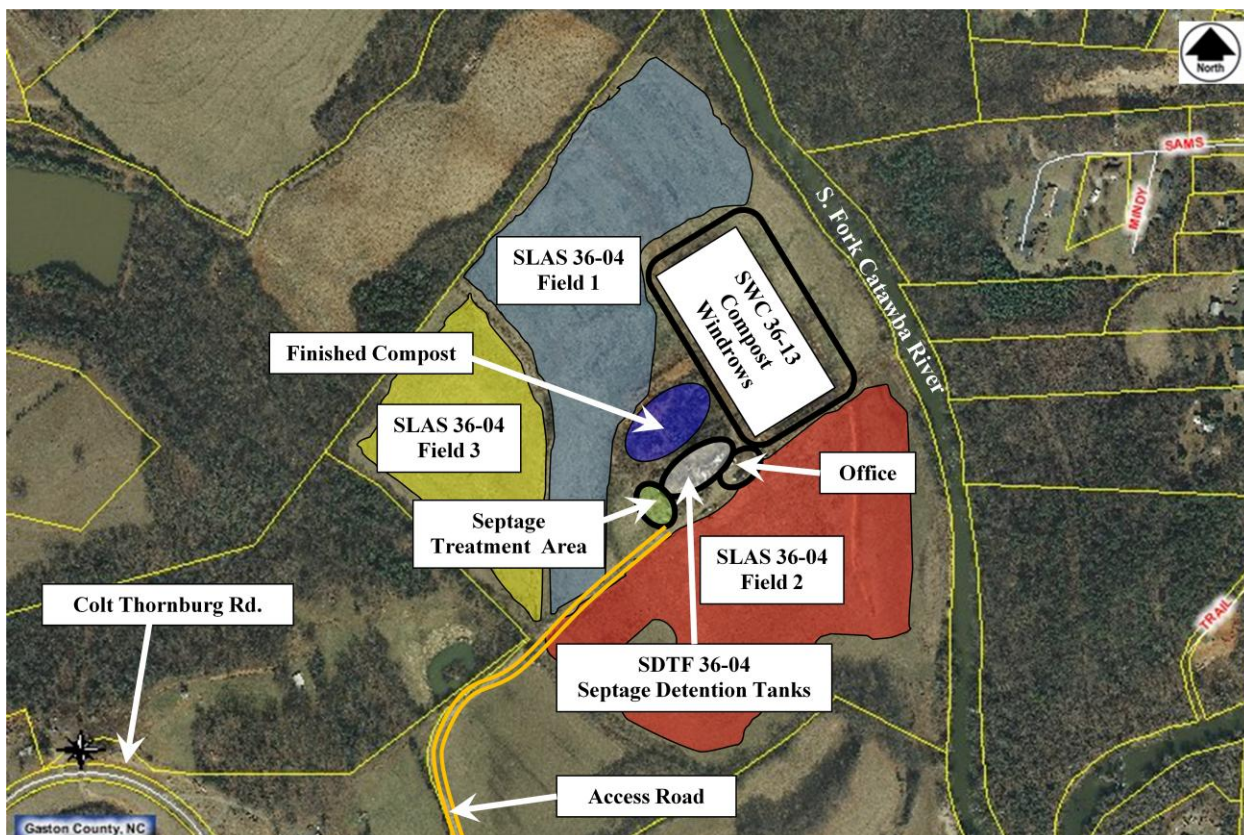 North
SAMS
MINDY
S. Fork Catawba River
SLAS 36-04
Field 1
SWC 36-13
Compost
Windrows
Finished Compost
SLAS 36-04
Field 3
Office
Septage
Treatment Area
SLAS 36-04
Field 2
Colt Thornburg Rd.
TRAIL
SDTF 36-04
Septage Detention Tanks
Access Road
Gaston County, NC